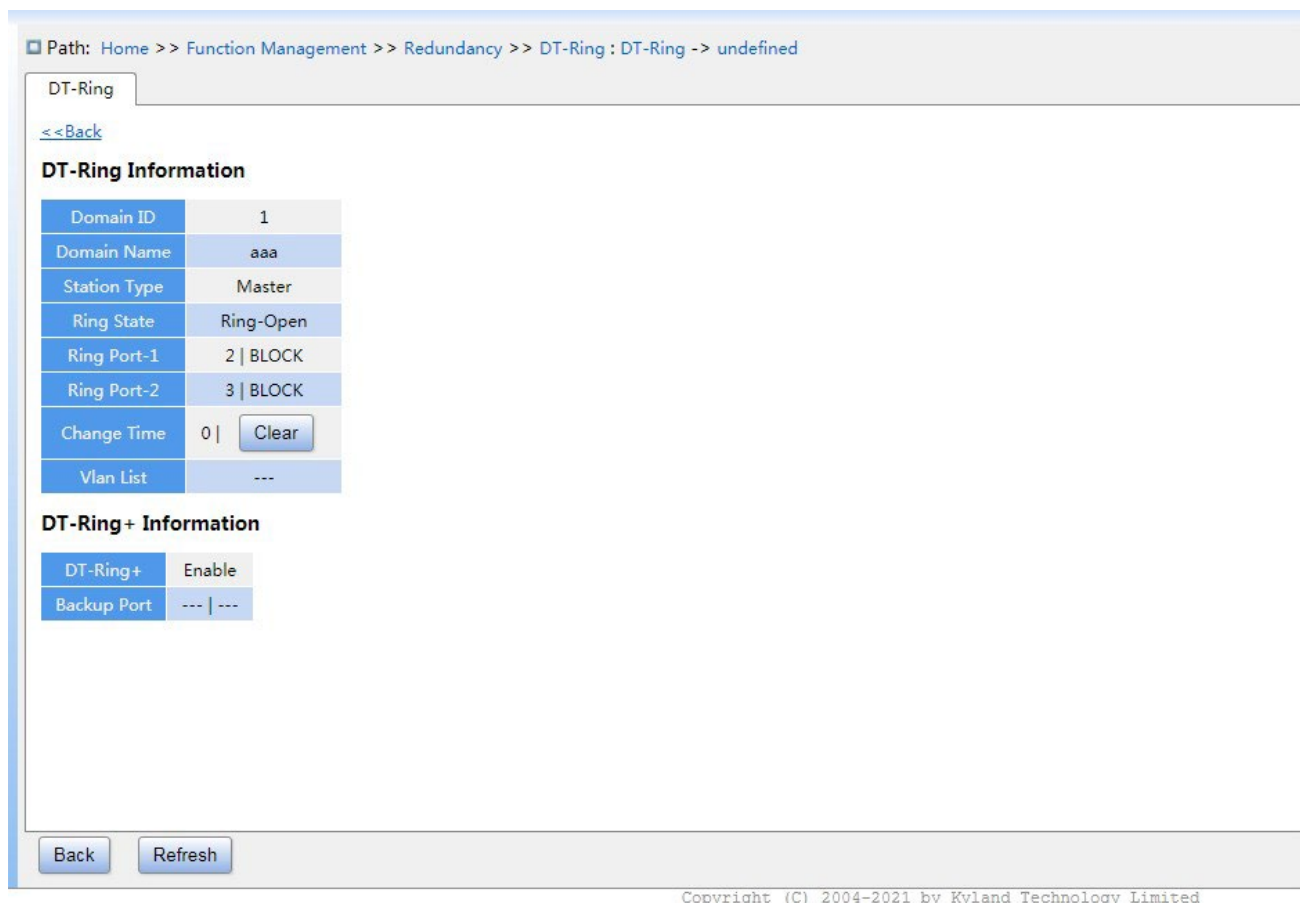 Path: Home >> Function Management >> Redundancy >> DT-Ring : DT-Ring -> undefined
DT-Ring
<<Back
DT-Ring Information
Domain ID 1
Domain Name aaa
Station Type Master
Ring State Ring-Open
Ring Port-1 2 | BLOCK
Ring Port-2 3 | BLOCK
Change Time 0 | Clear
Vlan List ---
DT-Ring+ Information
DT-Ring+ Enable
Backup Port --- | ---
Back Refresh
Copyright (C) 2004-2021 by Kyland Technology Limited